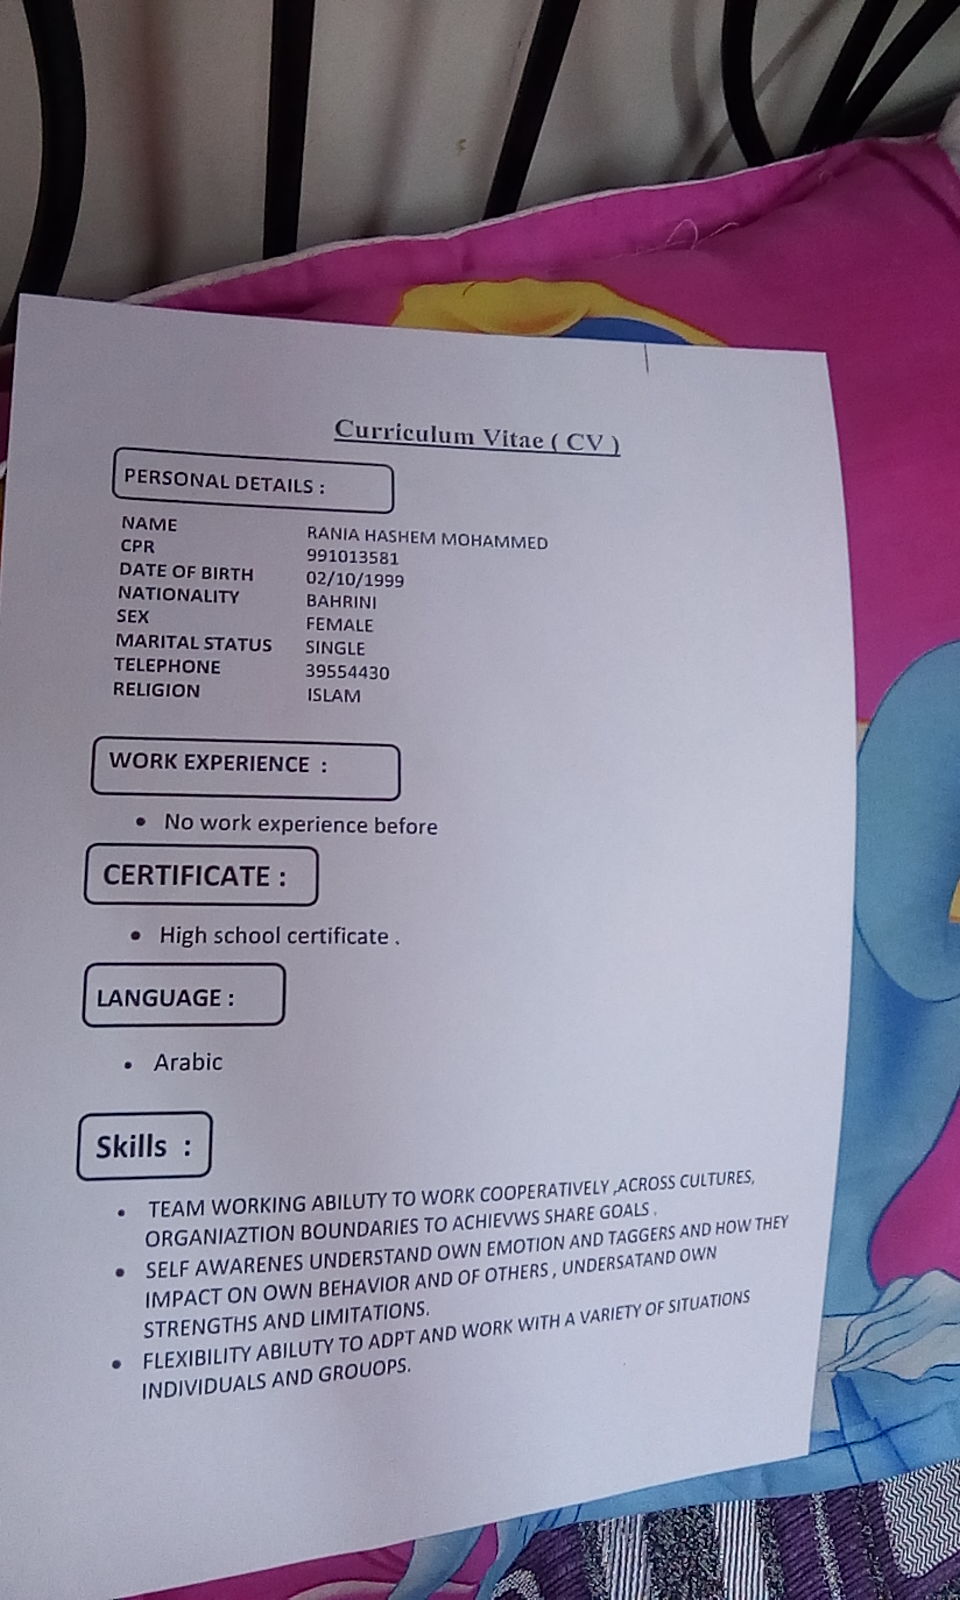 Curriculum Vitae ( CV )
PERSONAL DETAILS :
NAME RANIA HASHEM MOHAMMED
CPR 991013581
DATE OF BIRTH 02/10/1999
NATIONALITY BAHRINI
SEX FEMALE
MARITAL STATUS SINGLE
TELEPHONE 39554430
RELIGION ISLAM
WORK EXPERIENCE :
• No work experience before
CERTIFICATE :
• High school certificate .
LANGUAGE :
• Arabic
Skills :
• TEAM WORKING ABILUTY TO WORK COOPERATIVELY ,ACROSS CULTURES,
ORGANIAZTION BOUNDARIES TO ACHIEVWS SHARE GOALS .
• SELF AWARENES UNDERSTAND OWN EMOTION AND TAGGERS AND HOW THEY
IMPACT ON OWN BEHAVIOR AND OF OTHERS , UNDERSATAND OWN
STRENGTHS AND LIMITATIONS.
• FLEXIBILITY ABILUTY TO ADPT AND WORK WITH A VARIETY OF SITUATIONS
INDIVIDUALS AND GROUOPS.